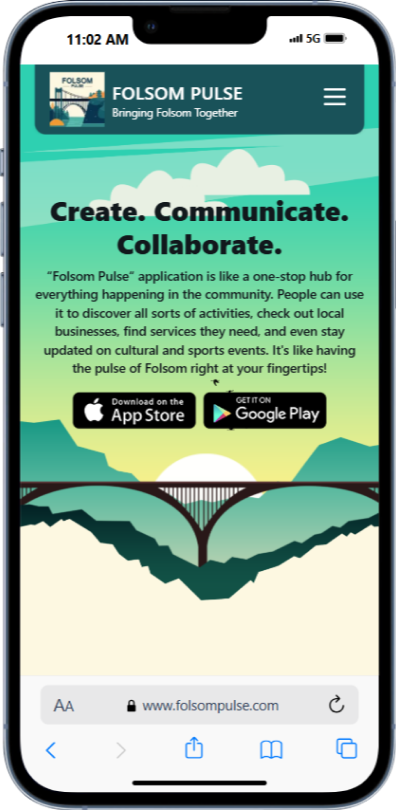 11:02 AM
5G
FOLSOM
PULSE
FOLSOM PULSE
Bringing Folsom Together
Create. Communicate.
Collaborate.
“Folsom Pulse” application is like a one-stop hub for
everything happening in the community. People can use
it to discover all sorts of activities, check out local
businesses, find services they need, and even stay
updated on cultural and sports events. It's like having
the pulse of Folsom right at your fingertips!
Download on the
App Store
GET IT ON
Google Play
AA
www.folsompulse.com